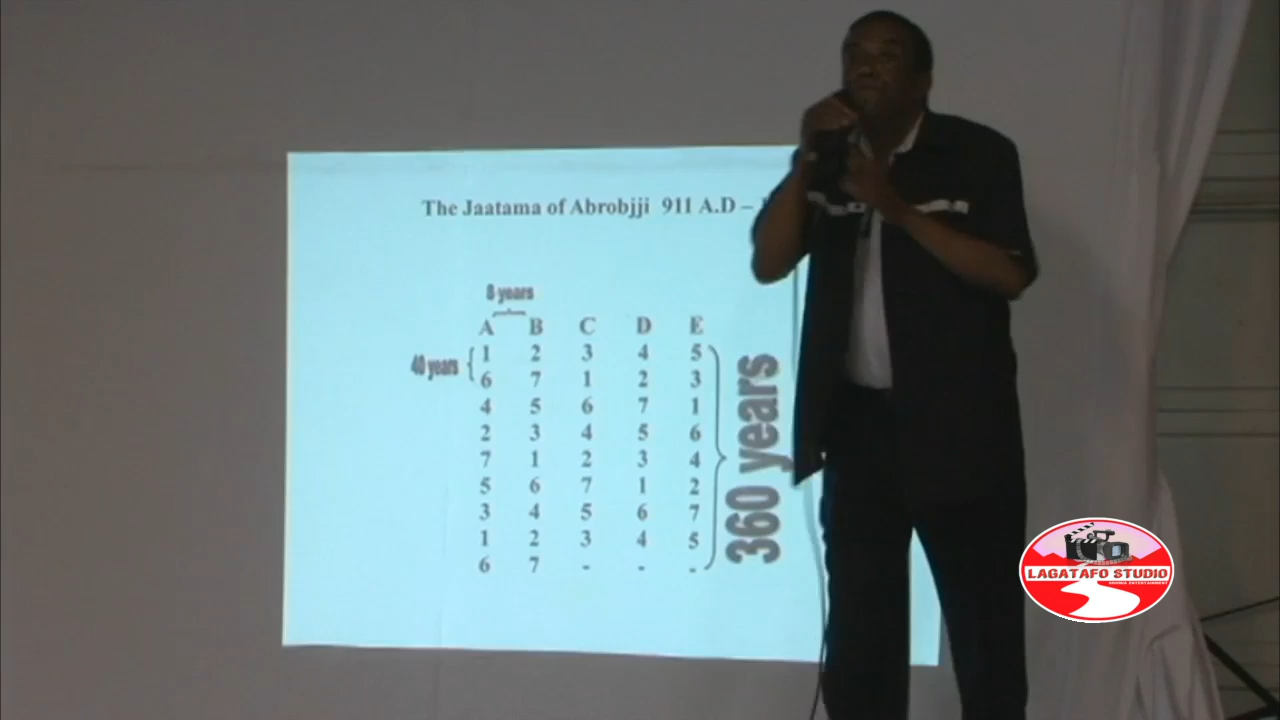 The Jaatama of Abrobjji 911 A.D –
8 years
A B C D E
40 years
1 2 3 4 5
6 7 1 2 3
4 5 6 7 1
2 3 4 5 6
7 1 2 3 4
5 6 7 1 2
3 4 5 6 7
1 2 3 4 5
6 7 - - -
360 years
LAGATAFO STUDIO